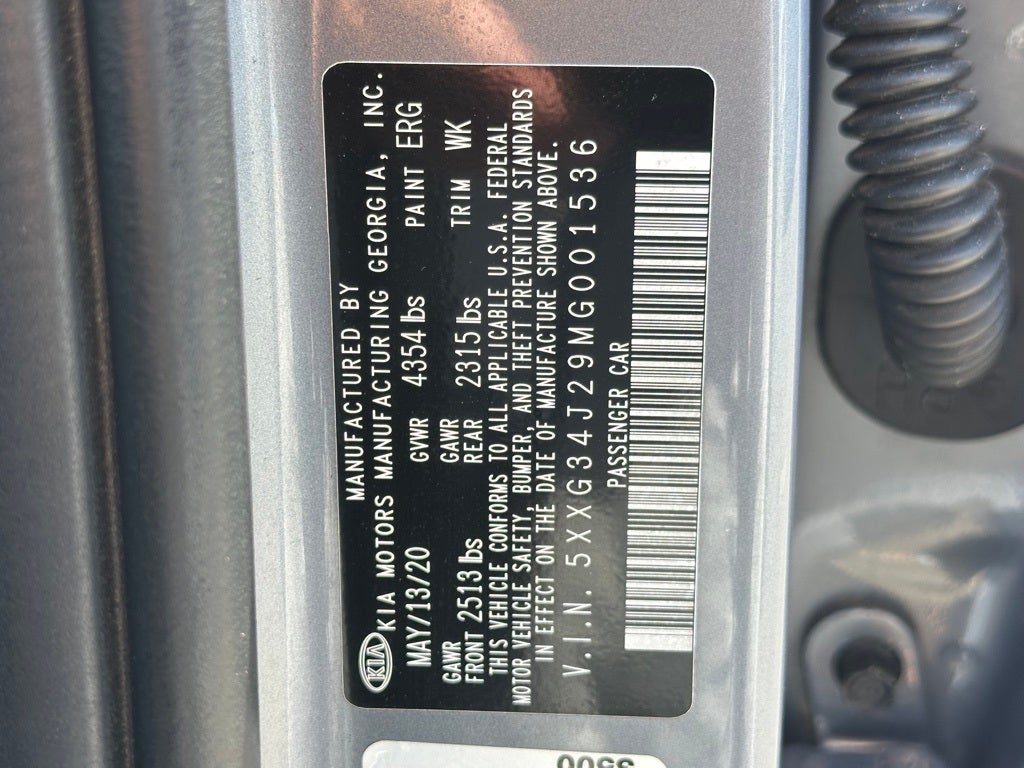 MANUFACTURED BY
KIA KIA MOTORS MANUFACTURING GEORGIA, INC.
MAY/13/20 GVWR 4354 lbs PAINT ERG
GAWR FRONT 2513 lbs GAWR REAR 2315 lbs TRIM WK
THIS VEHICLE CONFORMS TO ALL APPLICABLE U.S.A. FEDERAL
MOTOR VEHICLE SAFETY, BUMPER, AND THEFT PREVENTION STANDARDS
IN EFFECT ON THE DATE OF MANUFACTURE SHOWN ABOVE.
V.I.N. 5XXG34J29MG001536
PASSENGER CAR